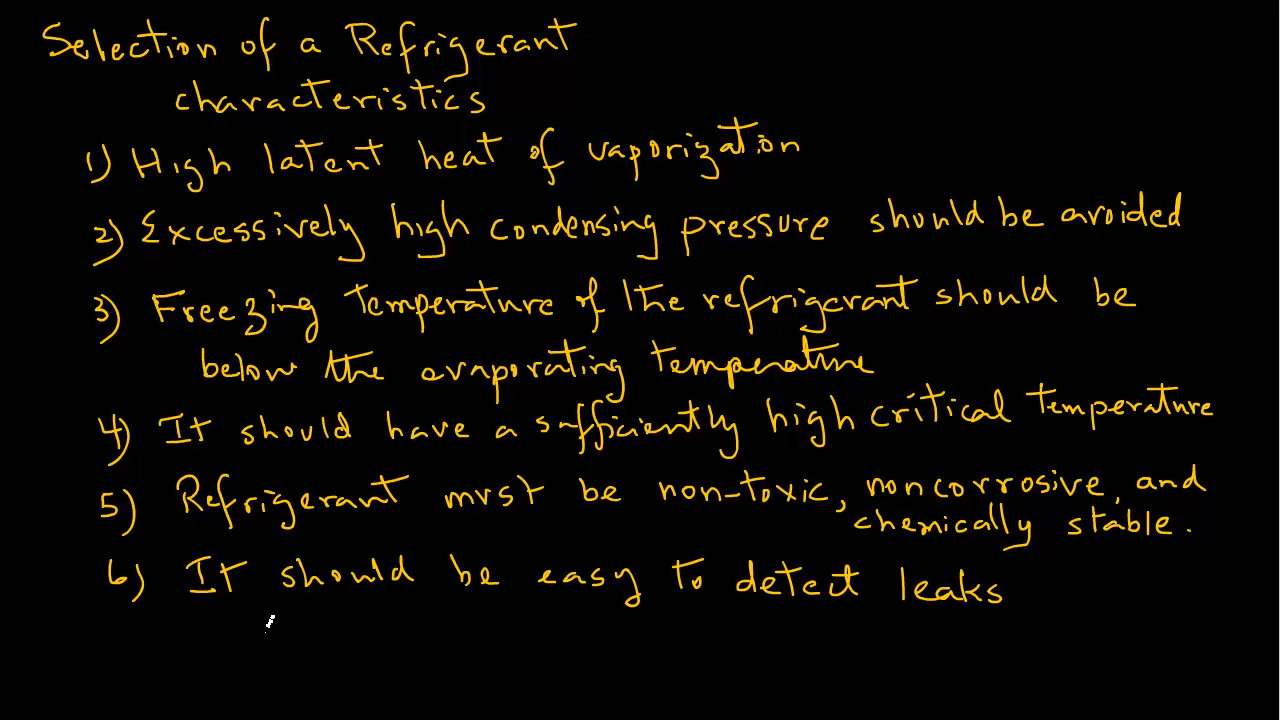 Selection of a Refrigerant
characteristics
1) High latent heat of vaporization
2) Excessively high condensing pressure should be avoided
3) Freezing temperature of the refrigerant should be
below the evaporating temperature
4) It should have a sufficiently high critical temperature
5) Refrigerant must be non-toxic, noncorrosive, and
chemically stable.
6) It should be easy to detect leaks